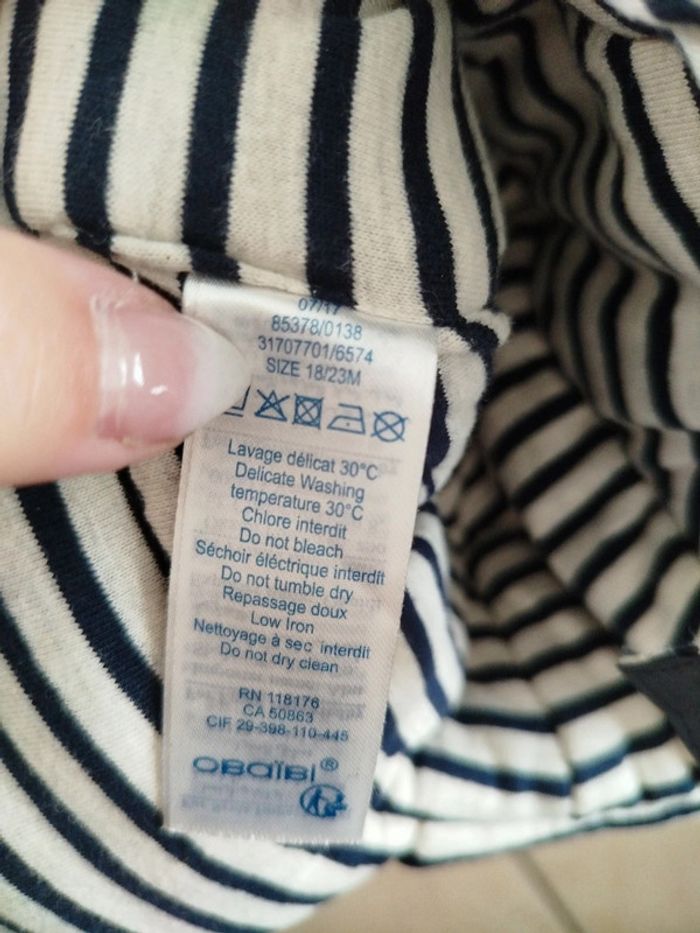 07/17
85378/0138
31707701/6574
SIZE 18/23M
Lavage délicat 30°C
Delicate Washing
temperature 30°C
Chlore interdit
Do not bleach
Séchoir éléctrique interdit
Do not tumble dry
Repassage doux
Low Iron
Nettoyage à sec interdit
Do not dry clean
RN 118176
CA 50863
CIF 29-398-110-445
OBAÏBI®